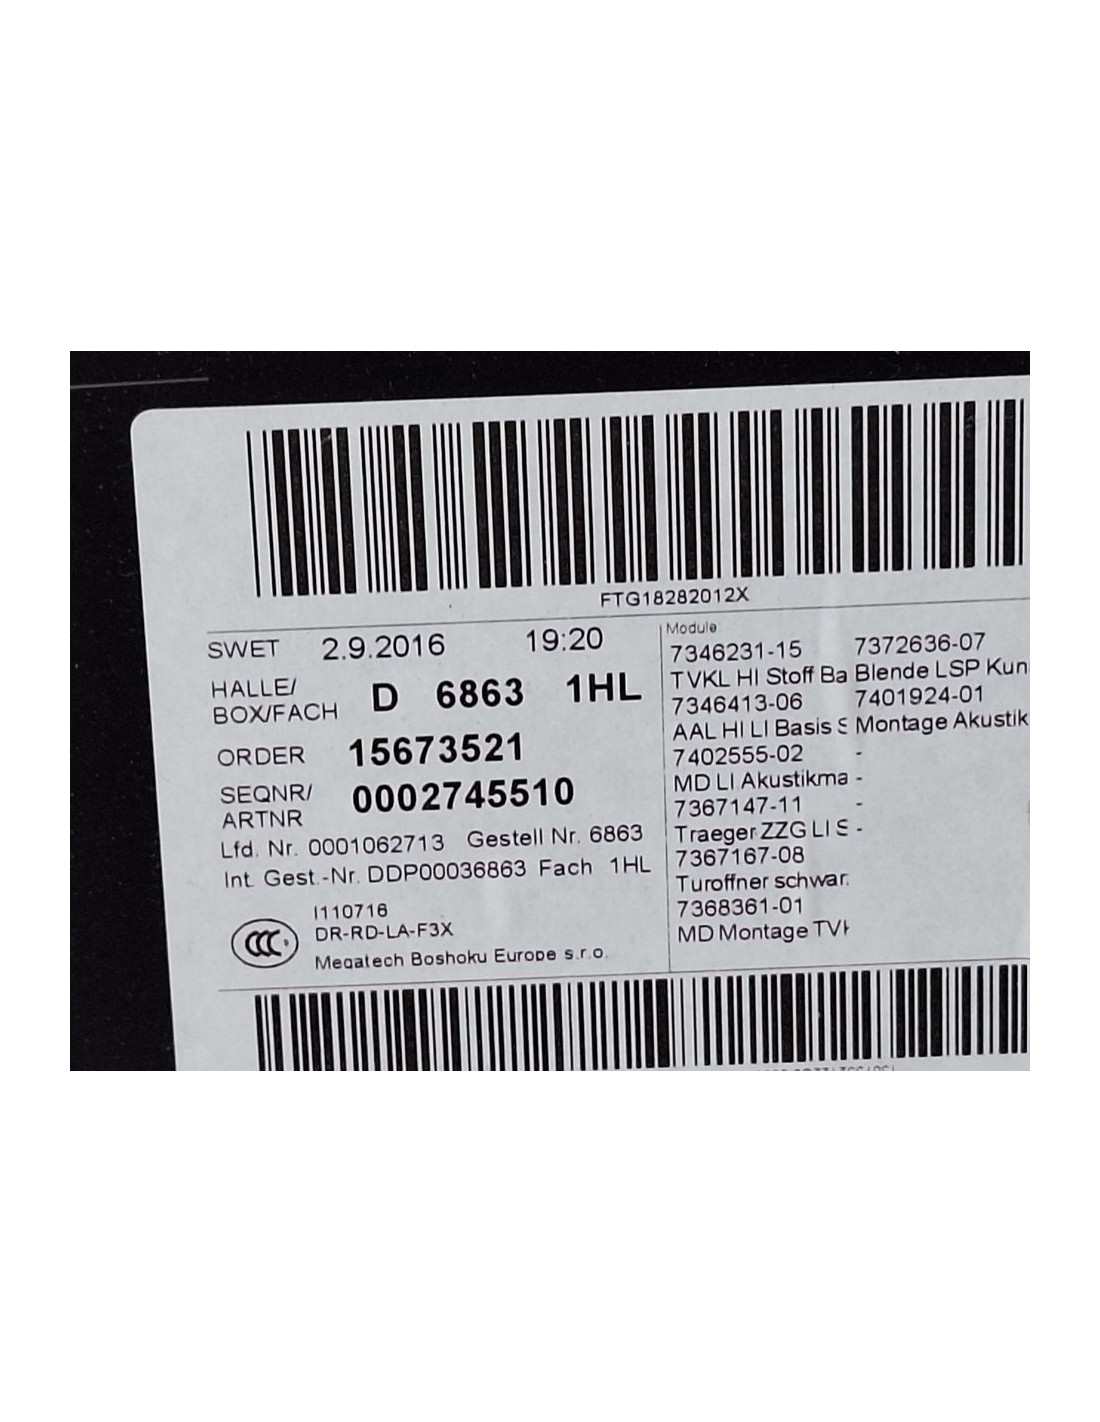 FTG18282012X
SWET 2.9.2016 19:20
HALLE/
BOX/FACH D 6863 1HL
ORDER 15673521
SEQNR/
ARTNR 0002745510
Lfd. Nr. 0001062713 Gestell Nr. 6863
Int. Gest.-Nr. DDP00036863 Fach 1HL
CCC
I110716
DR-RD-LA-F3X
Megatech Boshoku Europe s.r.o.
Module
7346231-15 7372636-07
TVKL HI Stoff Ba Blende LSP Kun
7346413-06 7401924-01
AAL HI LI Basis S Montage Akustik
7402555-02 -
MD LI Akustikma -
7367147-11 -
Traeger ZZG LI S -
7367167-08
Turoffner schwar.
7368361-01
MD Montage TVK